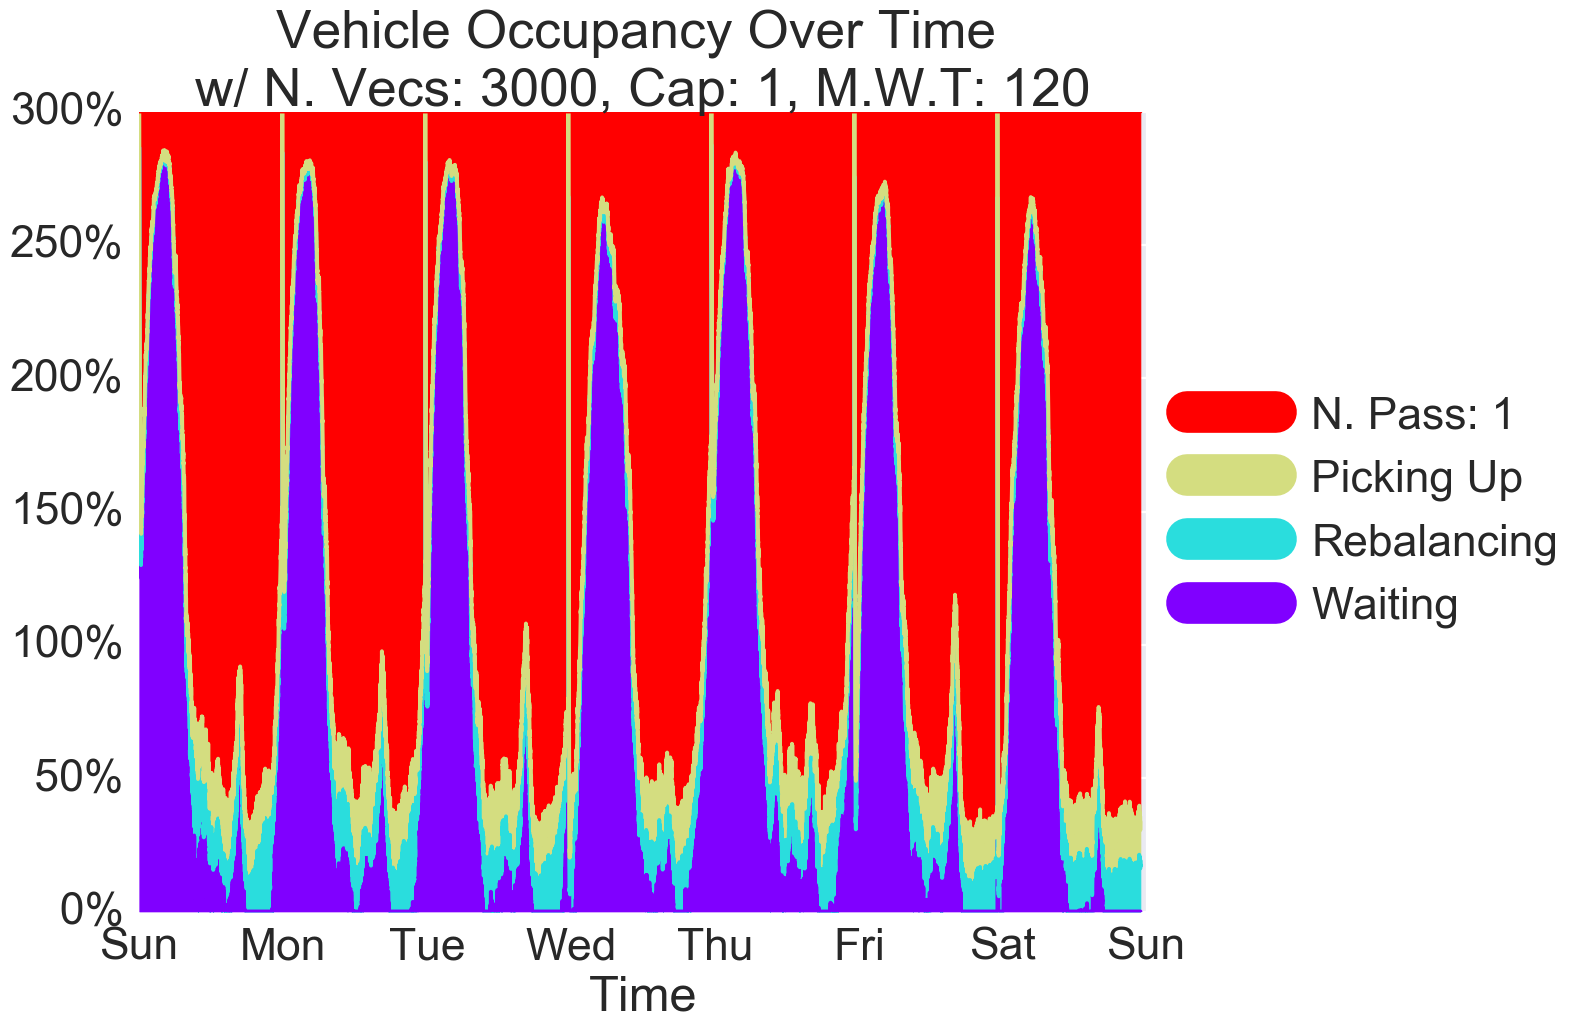 Vehicle Occupancy Over Time
w/ N. Vecs: 3000, Cap: 1, M.W.T: 120
300%
250%
200%
150%
100%
50%
0%
Sun Mon Tue Wed Thu Fri Sat Sun
Time
N. Pass: 1
Picking Up
Rebalancing
Waiting